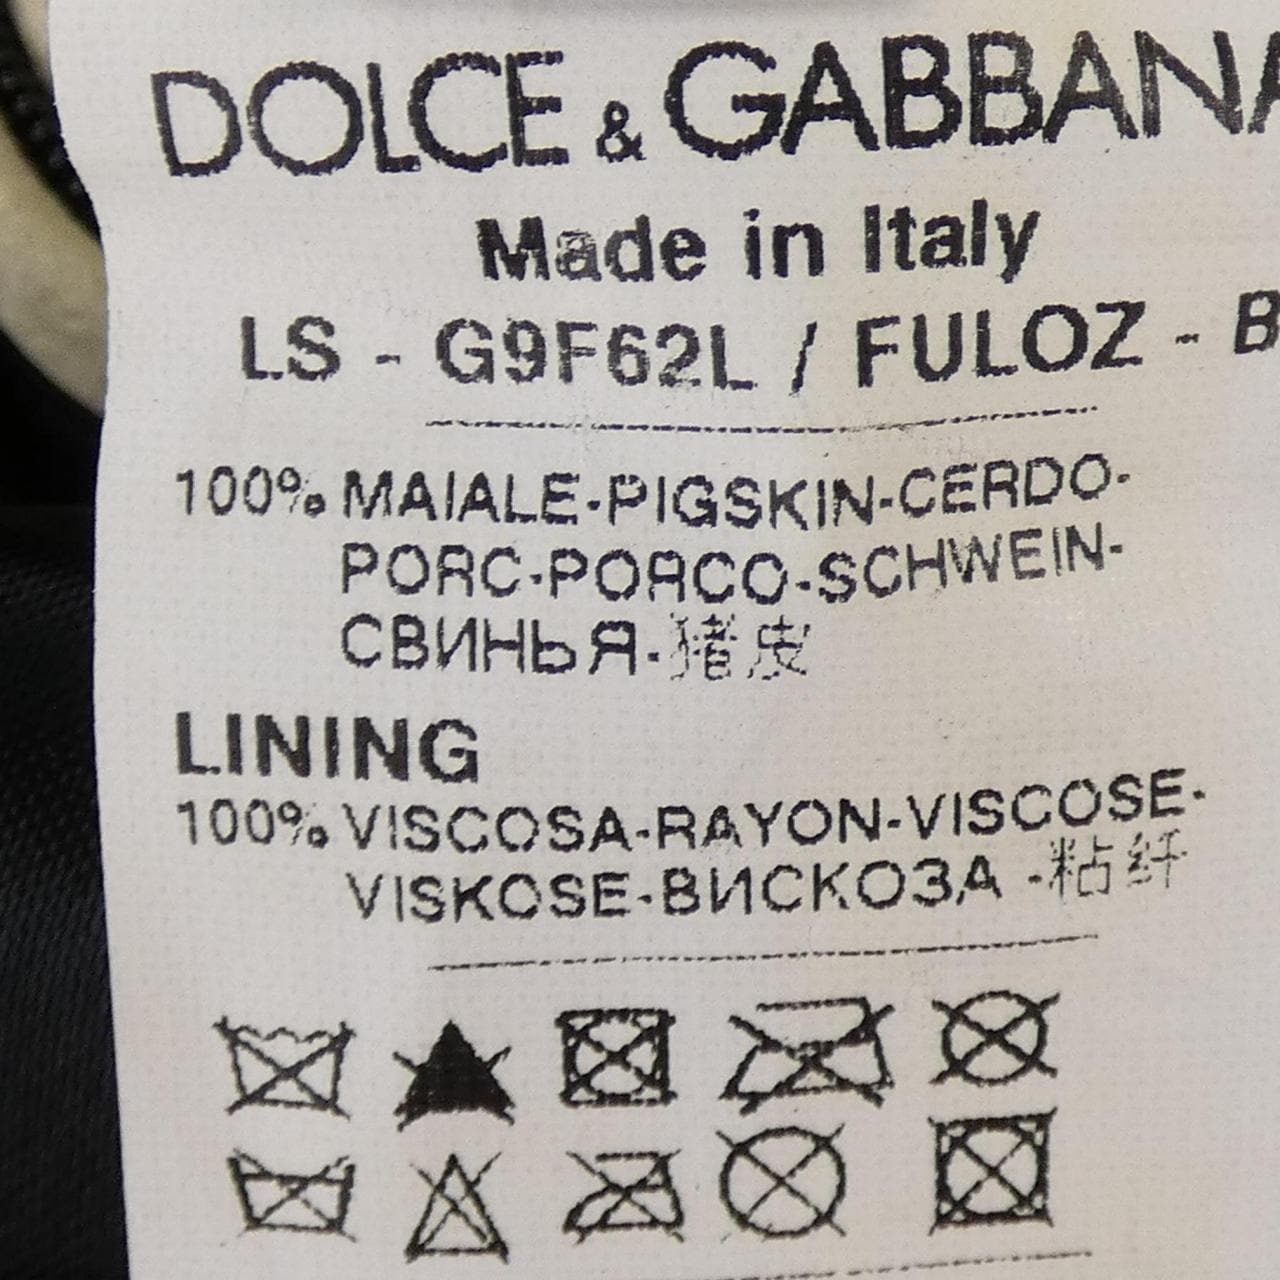 DOLCE & GABBANA
Made in Italy
LS - G9F62L / FULOZ - B
100% MAIALE-PIGSKIN-CERDO-
PORC-PORCO-SCHWEIN-
СВИНЬЯ-猪皮
LINING
100% VISCOSA-RAYON-VISCOSE-
VISKOSE-ВИСКОЗА -粘纤